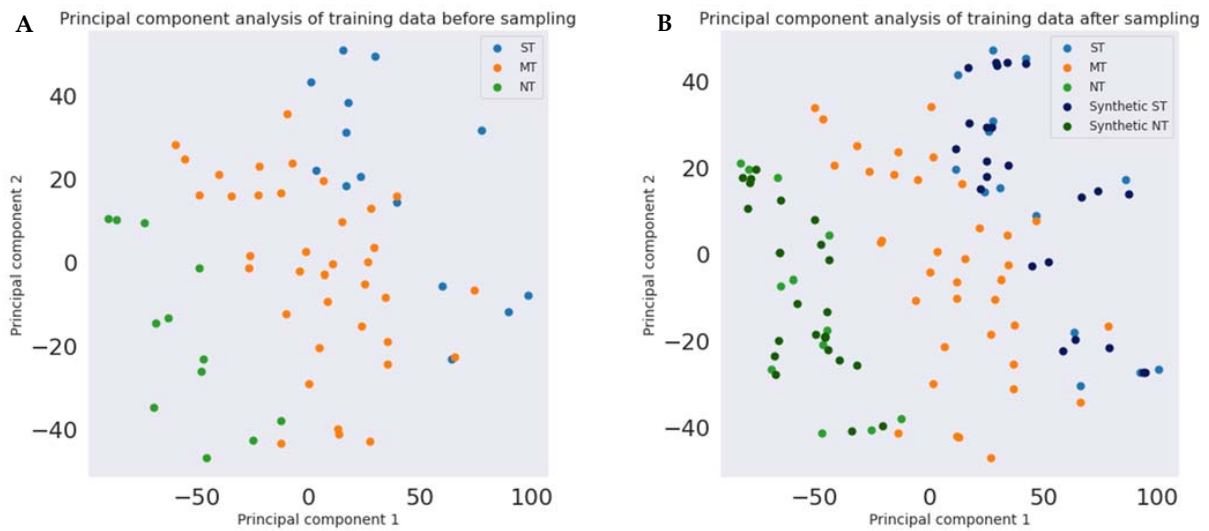 A
Principal component analysis of training data before sampling
ST
MT
NT
Principal component 2
40
20
0
−20
−40
−50 0 50 100
Principal component 1
B
Principal component analysis of training data after sampling
ST
MT
NT
Synthetic ST
Synthetic NT
Principal component 2
40
20
0
−20
−40
−50 0 50 100
Principal component 1